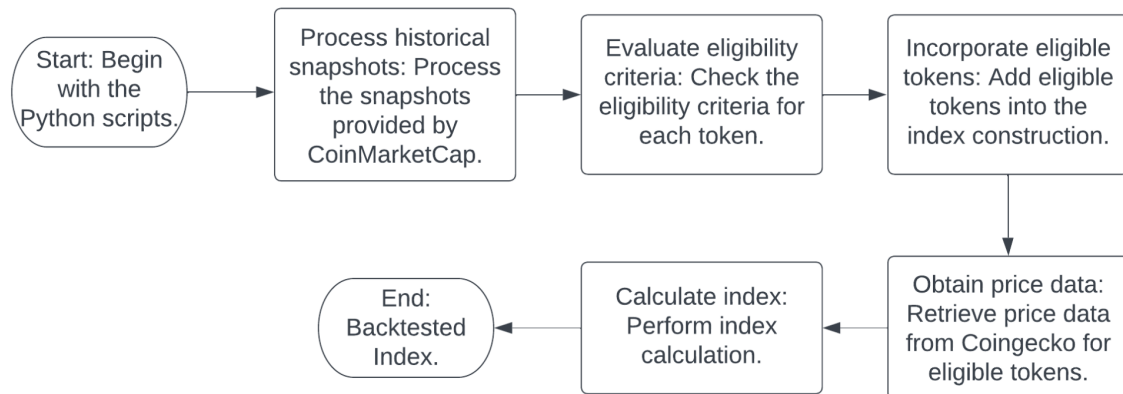 Start: Begin
with the
Python scripts.
Process historical
snapshots: Process
the snapshots
provided by
CoinMarketCap.
Evaluate eligibility
criteria: Check the
eligibility criteria for
each token.
Incorporate eligible
tokens: Add eligible
tokens into the
index construction.
Obtain price data:
Retrieve price data
from Coingecko for
eligible tokens.
Calculate index:
Perform index
calculation.
End:
Backtested
Index.